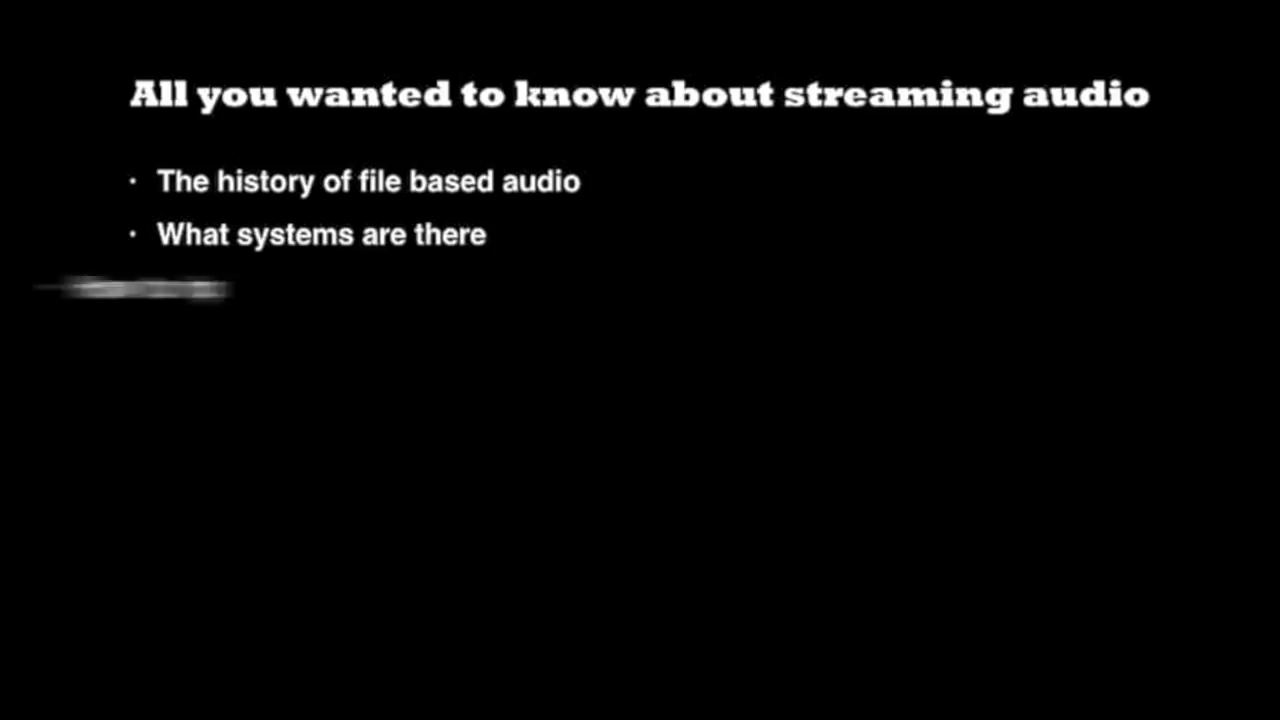 All you wanted to know about streaming audio
· The history of file based audio
· What systems are there